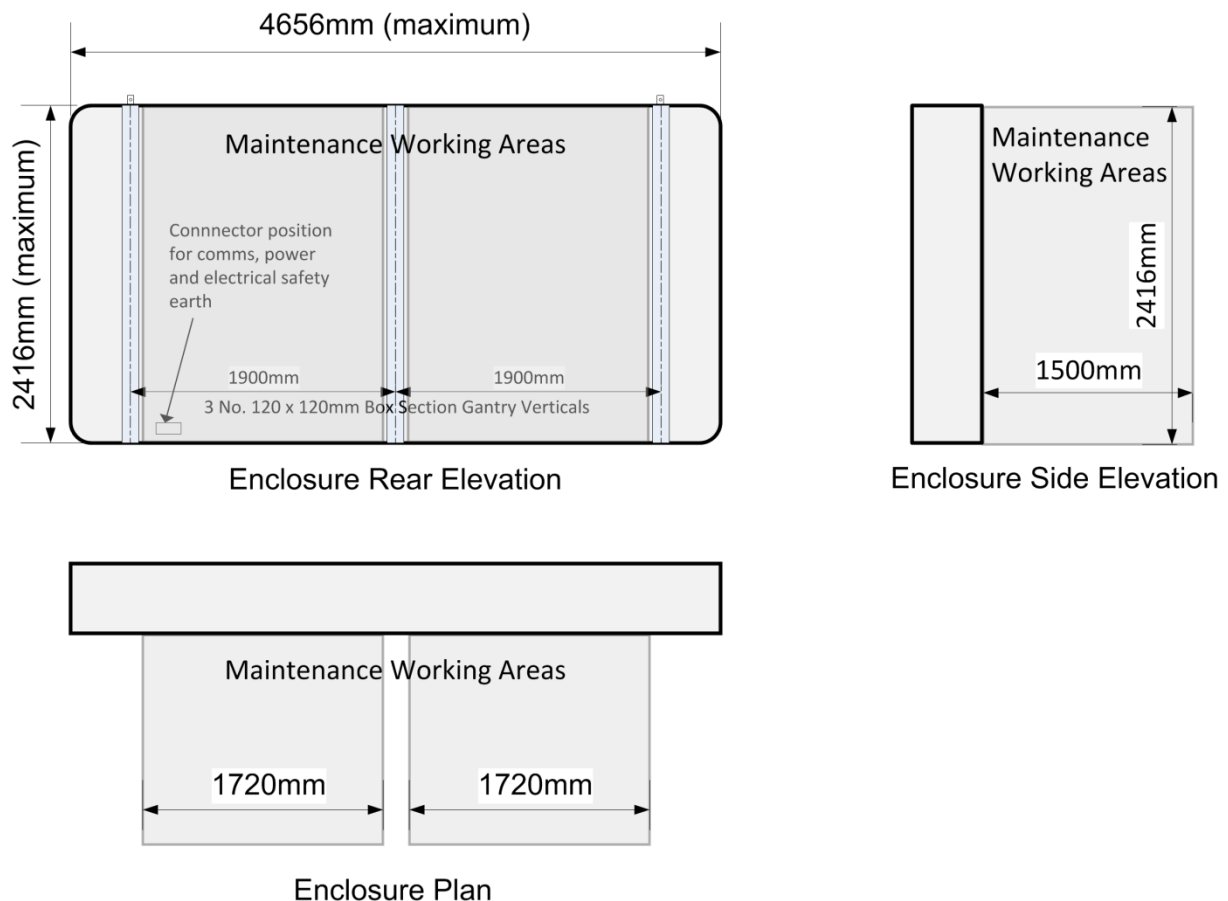 4656mm (maximum)
2416mm (maximum)
Maintenance Working Areas
Connnector position
for comms, power
and electrical safety
earth
1900mm
1900mm
3 No. 120 x 120mm Box Section Gantry Verticals
Enclosure Rear Elevation
Maintenance
Working Areas
2416mm
1500mm
Enclosure Side Elevation
Maintenance Working Areas
1720mm
1720mm
Enclosure Plan